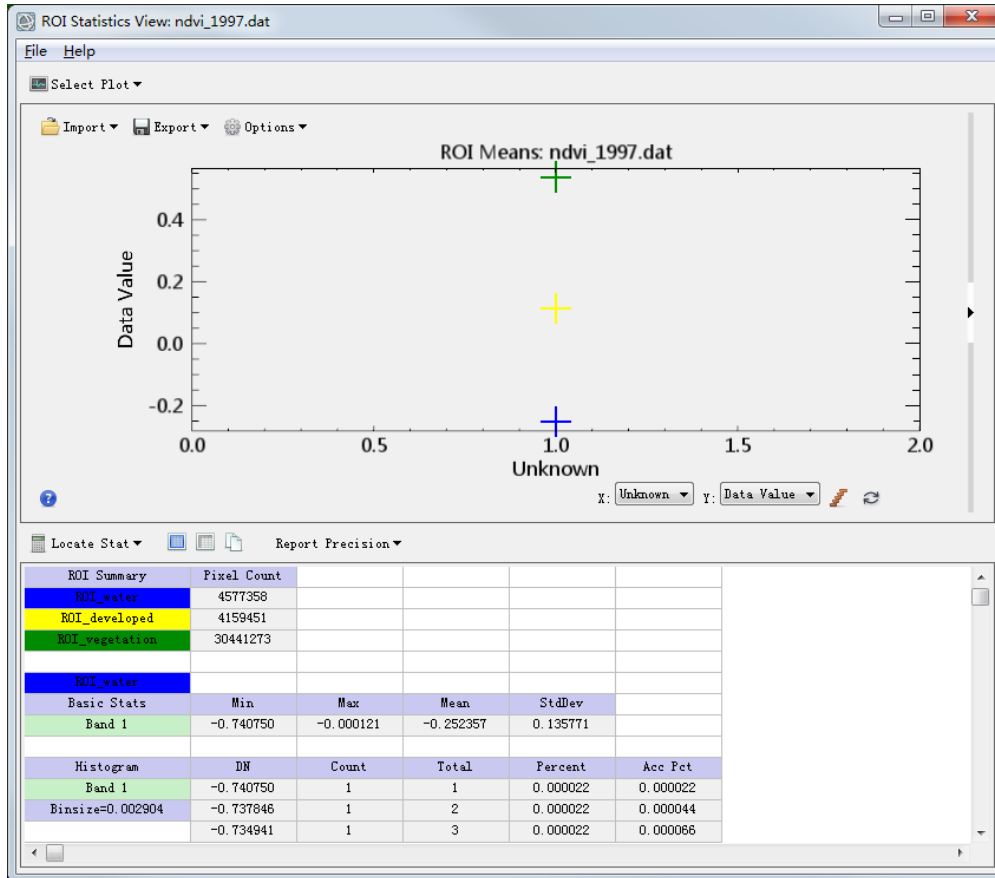 ROI Statistics View: ndvi_1997.dat
File Help
Select Plot
Import Export Options
ROI Means: ndvi_1997.dat
0.4
0.2
0.0
-0.2
Data Value
0.0 0.5 1.0 1.5 2.0
Unknown
X: Unknown Y: Data Value
Locate Stat Report Precision
ROI Summary Pixel Count
ROI_water 4577358
ROI_developed 4159451
ROI_vegetation 30441273
ROI_water
Basic Stats Min Max Mean StdDev
Band 1 -0.740750 -0.000121 -0.252357 0.135771
Histogram DN Count Total Percent Acc Pct
Band 1 -0.740750 1 1 0.000022 0.000022
Binsize=0.002904 -0.737846 1 2 0.000022 0.000044
-0.734941 1 3 0.000022 0.000066